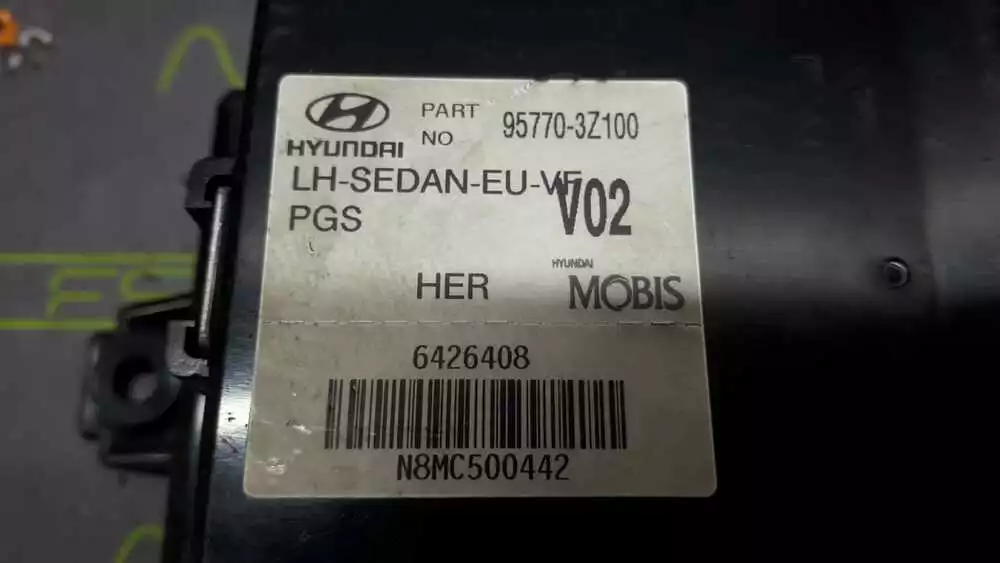 PART NO 95770-3Z100
HYUNDAI
LH-SEDAN-EU-VF
PGS V02
HER HYUNDAI MOBIS
6426408
N8MC500442